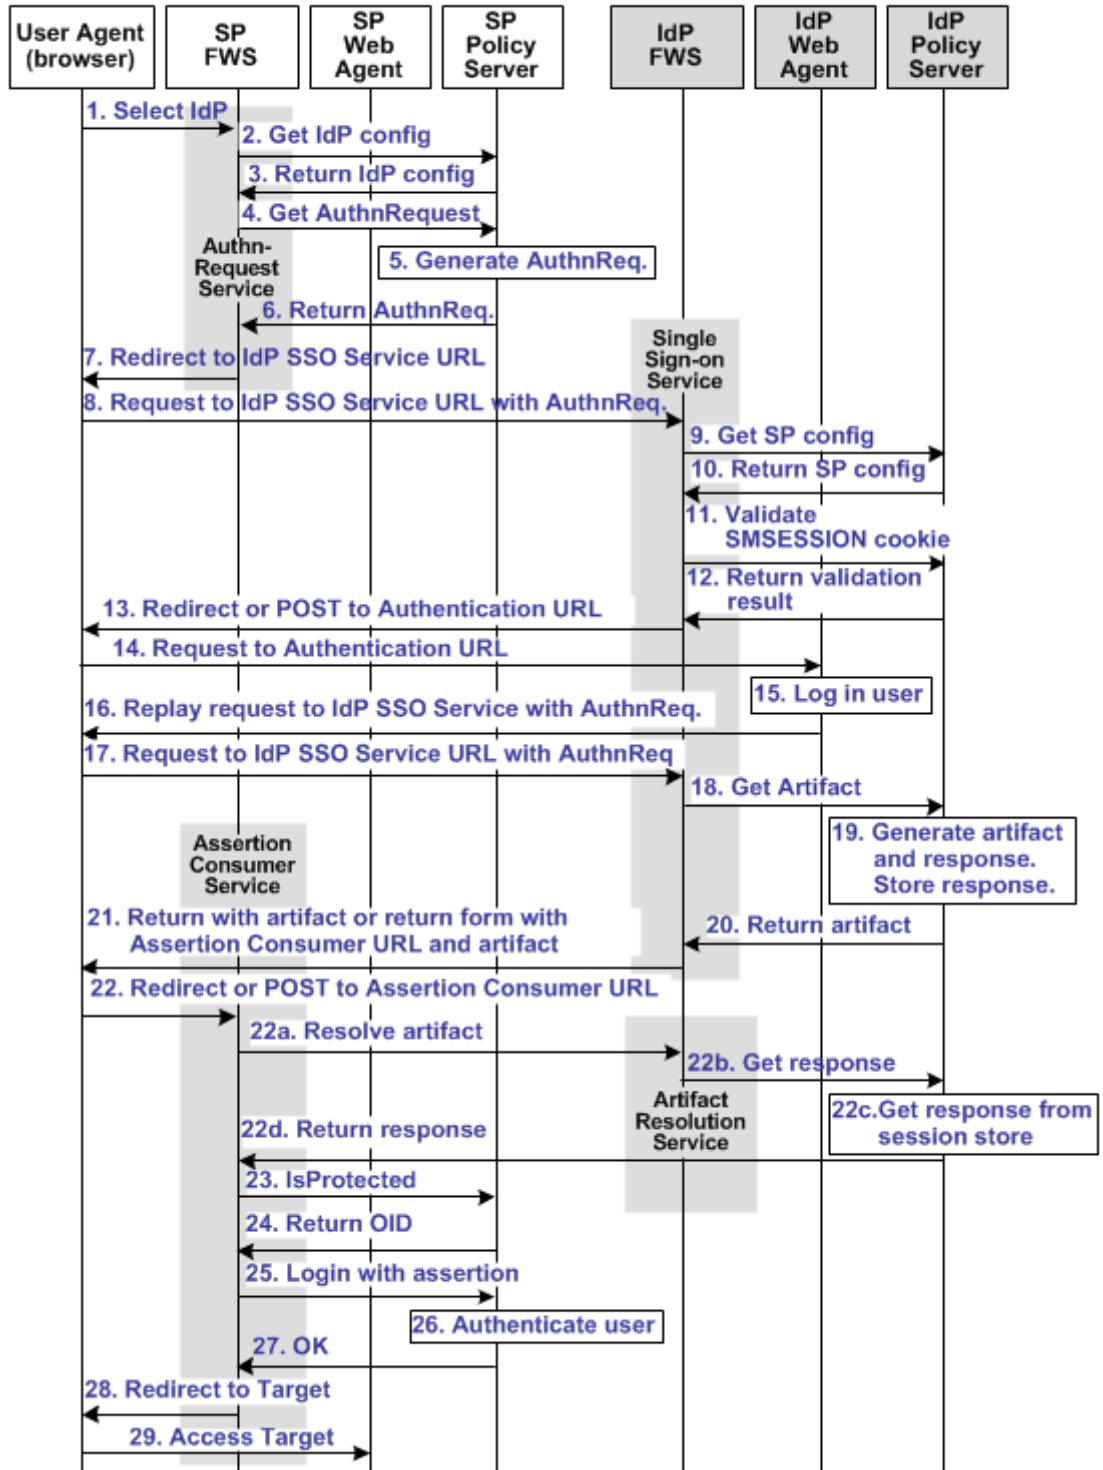 User Agent
(browser)
SP
FWS
SP
Web
Agent
SP
Policy
Server
IdP
FWS
IdP
Web
Agent
IdP
Policy
Server
1. Select IdP
2. Get IdP config
3. Return IdP config
4. Get AuthnRequest
Authn-
Request
Service
5. Generate AuthnReq.
6. Return AuthnReq.
Single
Sign-on
Service
7. Redirect to IdP SSO Service URL
8. Request to IdP SSO Service URL with AuthnReq.
9. Get SP config
10. Return SP config
11. Validate
SMSESSION cookie
12. Return validation
result
13. Redirect or POST to Authentication URL
14. Request to Authentication URL
15. Log in user
16. Replay request to IdP SSO Service with AuthnReq.
17. Request to IdP SSO Service URL with AuthnReq
18. Get Artifact
19. Generate artifact
and response.
Store response.
Assertion
Consumer
Service
20. Return artifact
21. Return with artifact or return form with
Assertion Consumer URL and artifact
22. Redirect or POST to Assertion Consumer URL
22a. Resolve artifact
22b. Get response
Artifact
Resolution
Service
22c.Get response from
session store
22d. Return response
23. IsProtected
24. Return OID
25. Login with assertion
26. Authenticate user
27. OK
28. Redirect to Target
29. Access Target